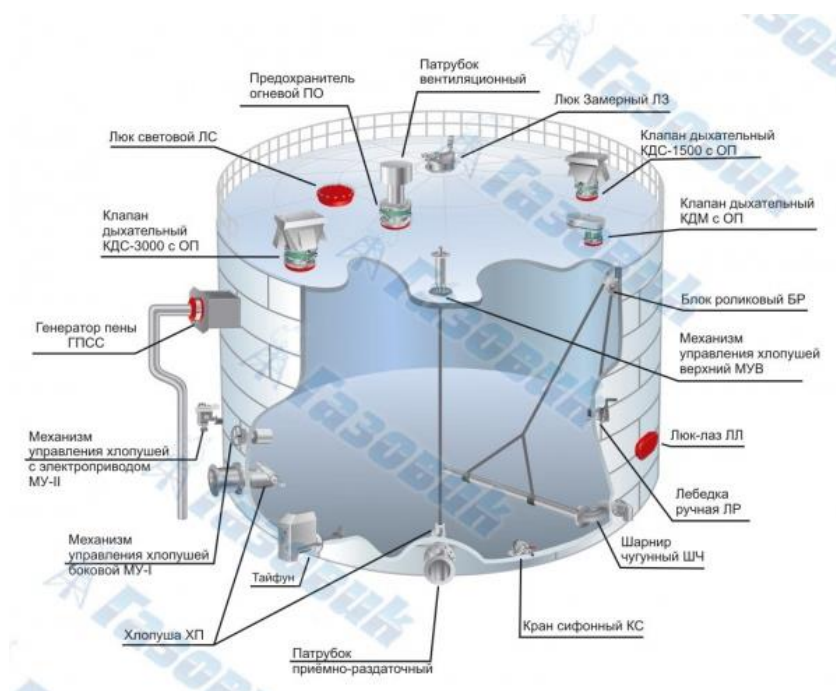 Патрубок
вентиляционный
Предохранитель
огневой ПО
Люк Замерный ЛЗ
Люк световой ЛС
Клапан дыхательный
КДС-1500 с ОП
Клапан
дыхательный
КДС-3000 с ОП
Клапан дыхательный
КДМ с ОП
Блок роликовый БР
Генератор пены
ГПСС
Механизм
управления хлопушей
верхний МУВ
Механизм
управления хлопушей
с электроприводом
МУ-II
Люк-лаз ЛЛ
Лебедка
ручная ЛР
Механизм
управления хлопушей
боковой МУ-I
Шарнир
чугунный ШЧ
Тайфун
Хлопуша ХП
Кран сифонный КС
Патрубок
приёмно-раздаточный
Газовик
Газовик
Газовик
Газовик